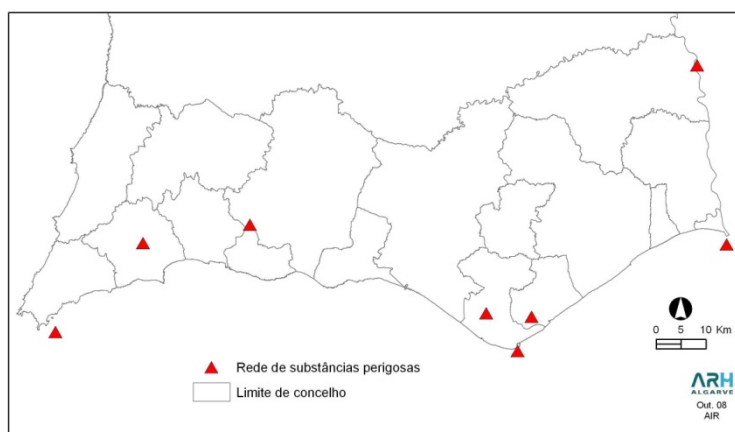 0 5 10 Km
Rede de substâncias perigosas
Limite de concelho
ARH
ALGARVE
Out. 08
AIR